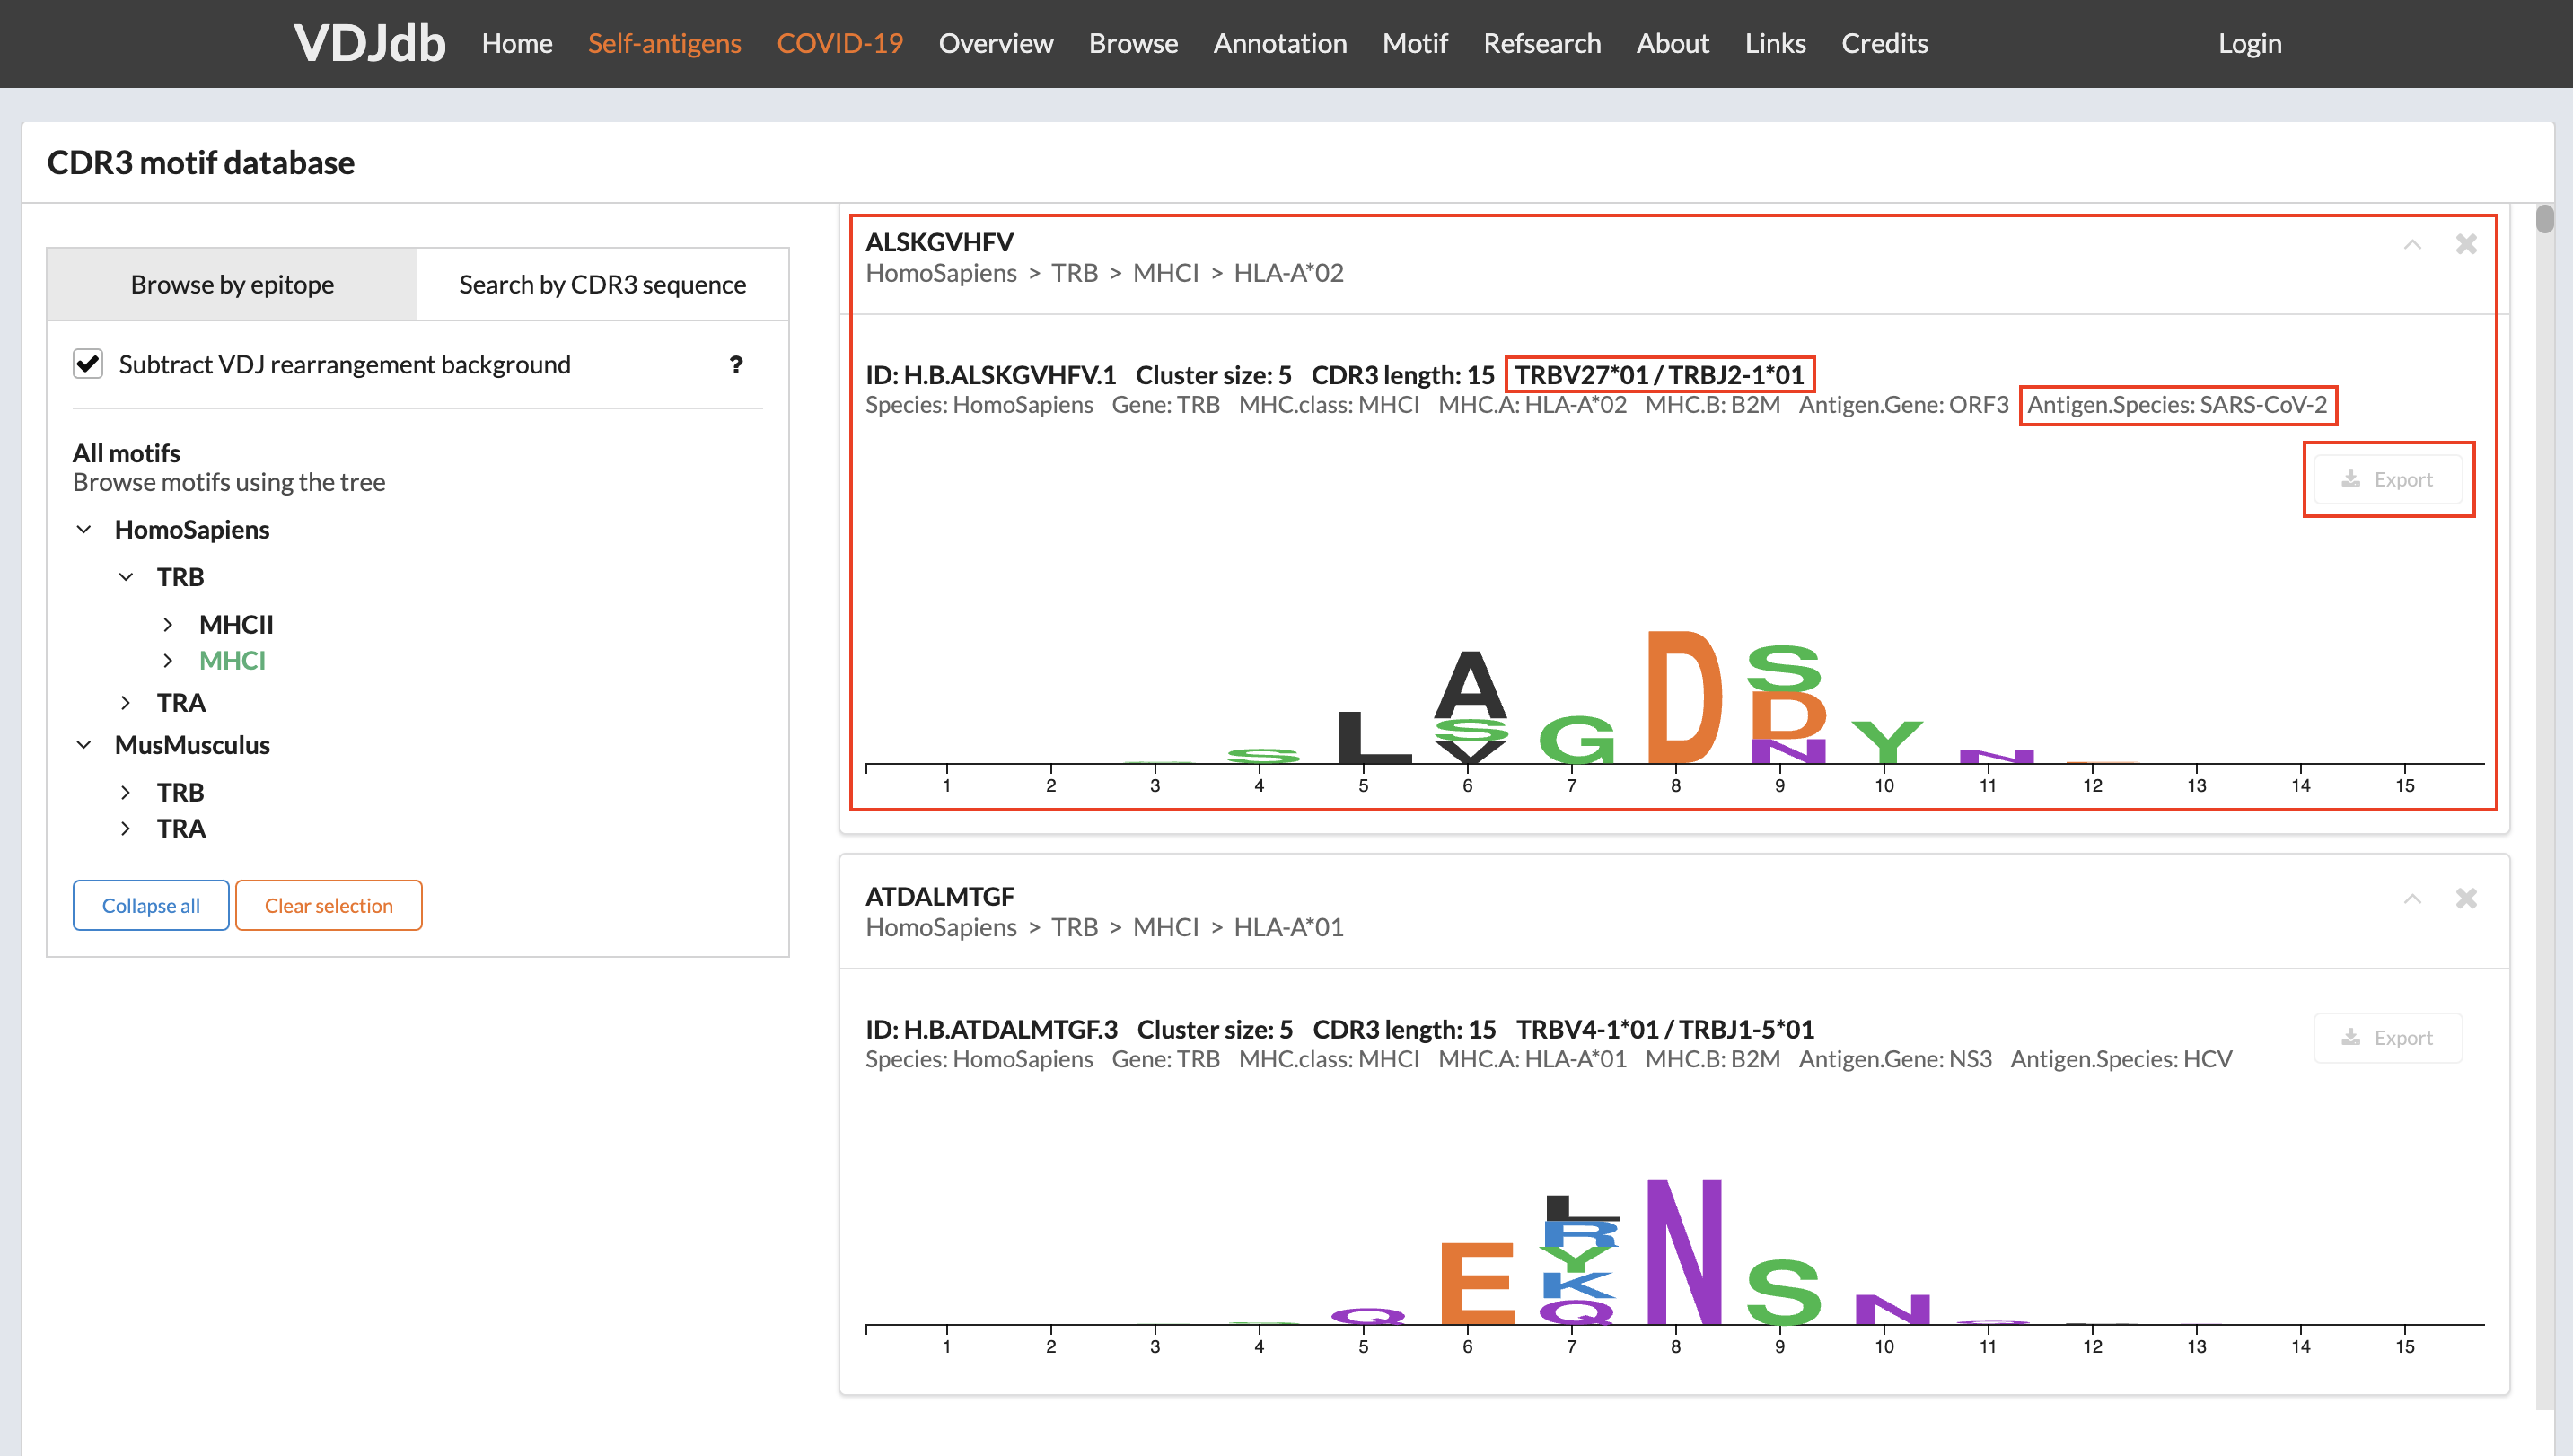 VDJdb Home Self-antigens COVID-19 Overview Browse Annotation Motif Refsearch About Links Credits Login
CDR3 motif database
Browse by epitope Search by CDR3 sequence
Subtract VDJ rearrangement background ?
All motifs
Browse motifs using the tree
HomoSapiens
TRB
MHCII
MHCI
TRA
MusMusculus
TRB
TRA
Collapse all Clear selection
ALSKGVHFV
HomoSapiens > TRB > MHCI > HLA-A*02
ID: H.B.ALSKGVHFV.1 Cluster size: 5 CDR3 length: 15 TRBV27*01 / TRBJ2-1*01
Species: HomoSapiens Gene: TRB MHC.class: MHCI MHC.A: HLA-A*02 MHC.B: B2M Antigen.Gene: ORF3 Antigen.Species: SARS-CoV-2
Export
S L A S V G D S D N Y N
1 2 3 4 5 6 7 8 9 10 11 12 13 14 15
ATDALMTGF
HomoSapiens > TRB > MHCI > HLA-A*01
ID: H.B.ATDALMTGF.3 Cluster size: 5 CDR3 length: 15 TRBV4-1*01 / TRBJ1-5*01
Species: HomoSapiens Gene: TRB MHC.class: MHCI MHC.A: HLA-A*01 MHC.B: B2M Antigen.Gene: NS3 Antigen.Species: HCV
Export
Q E L R Y K Q N S N
1 2 3 4 5 6 7 8 9 10 11 12 13 14 15